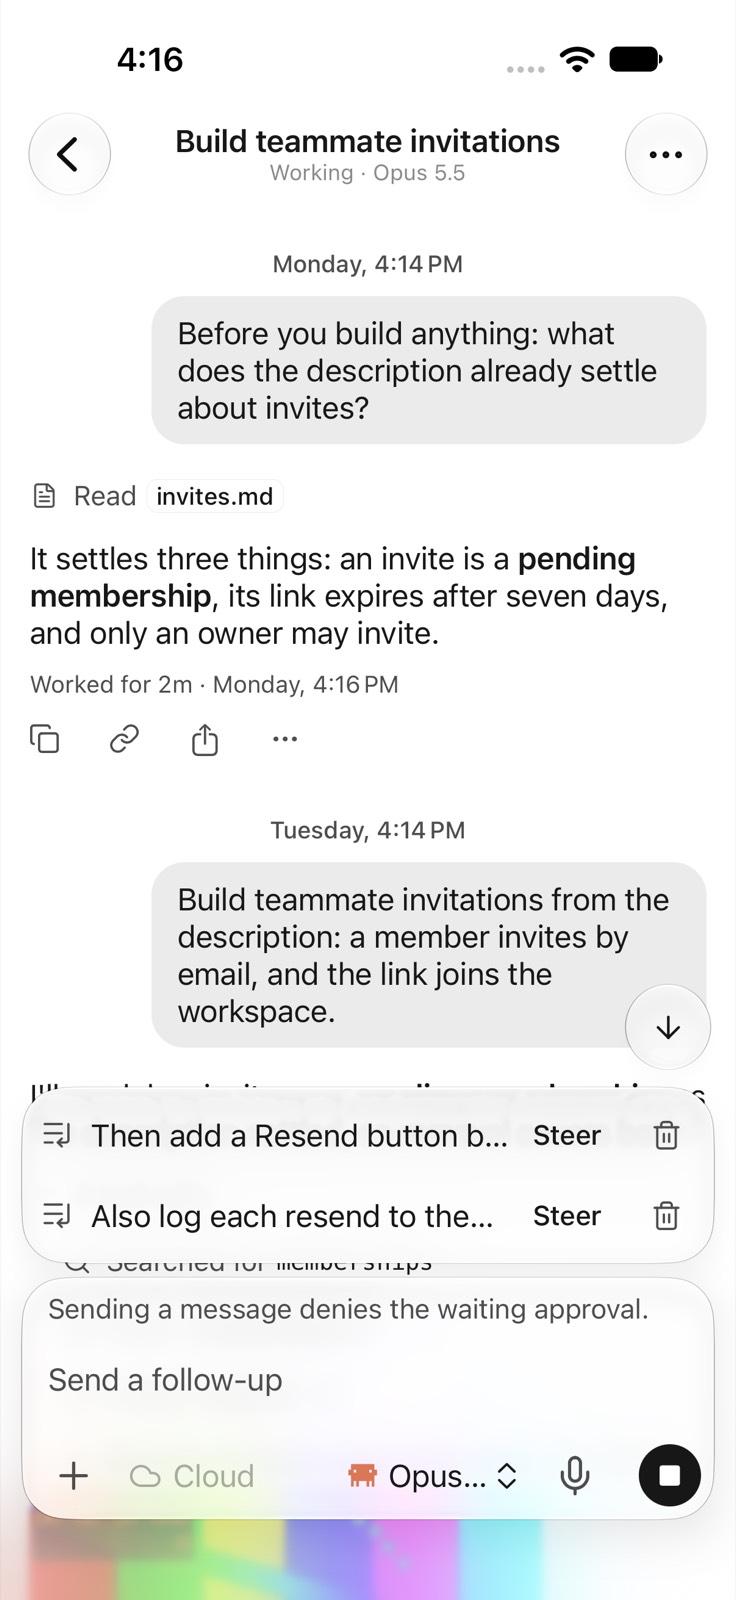 4:16
Build teammate invitations
Working · Opus 5.5
Monday, 4:14 PM
Before you build anything: what
does the description already settle
about invites?
Read invites.md
It settles three things: an invite is a pending
membership, its link expires after seven days,
and only an owner may invite.
Worked for 2m · Monday, 4:16 PM
Tuesday, 4:14 PM
Build teammate invitations from the
description: a member invites by
email, and the link joins the
workspace.
Then add a Resend button b... Steer
Also log each resend to the... Steer
Searched for memberships
Sending a message denies the waiting approval.
Send a follow-up
Cloud Opus...